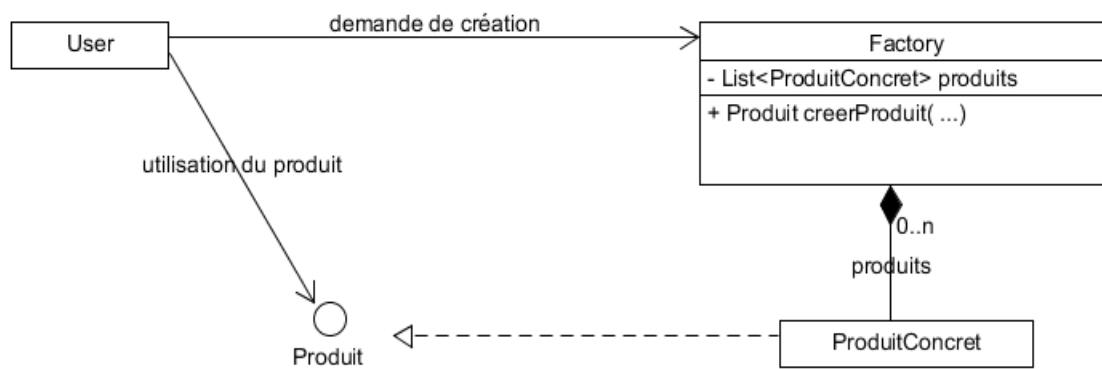 demande de création
User
Factory
- List<ProduitConcret> produits
+ Produit creerProduit( ...)
utilisation du produit
0..n
produits
Produit
ProduitConcret